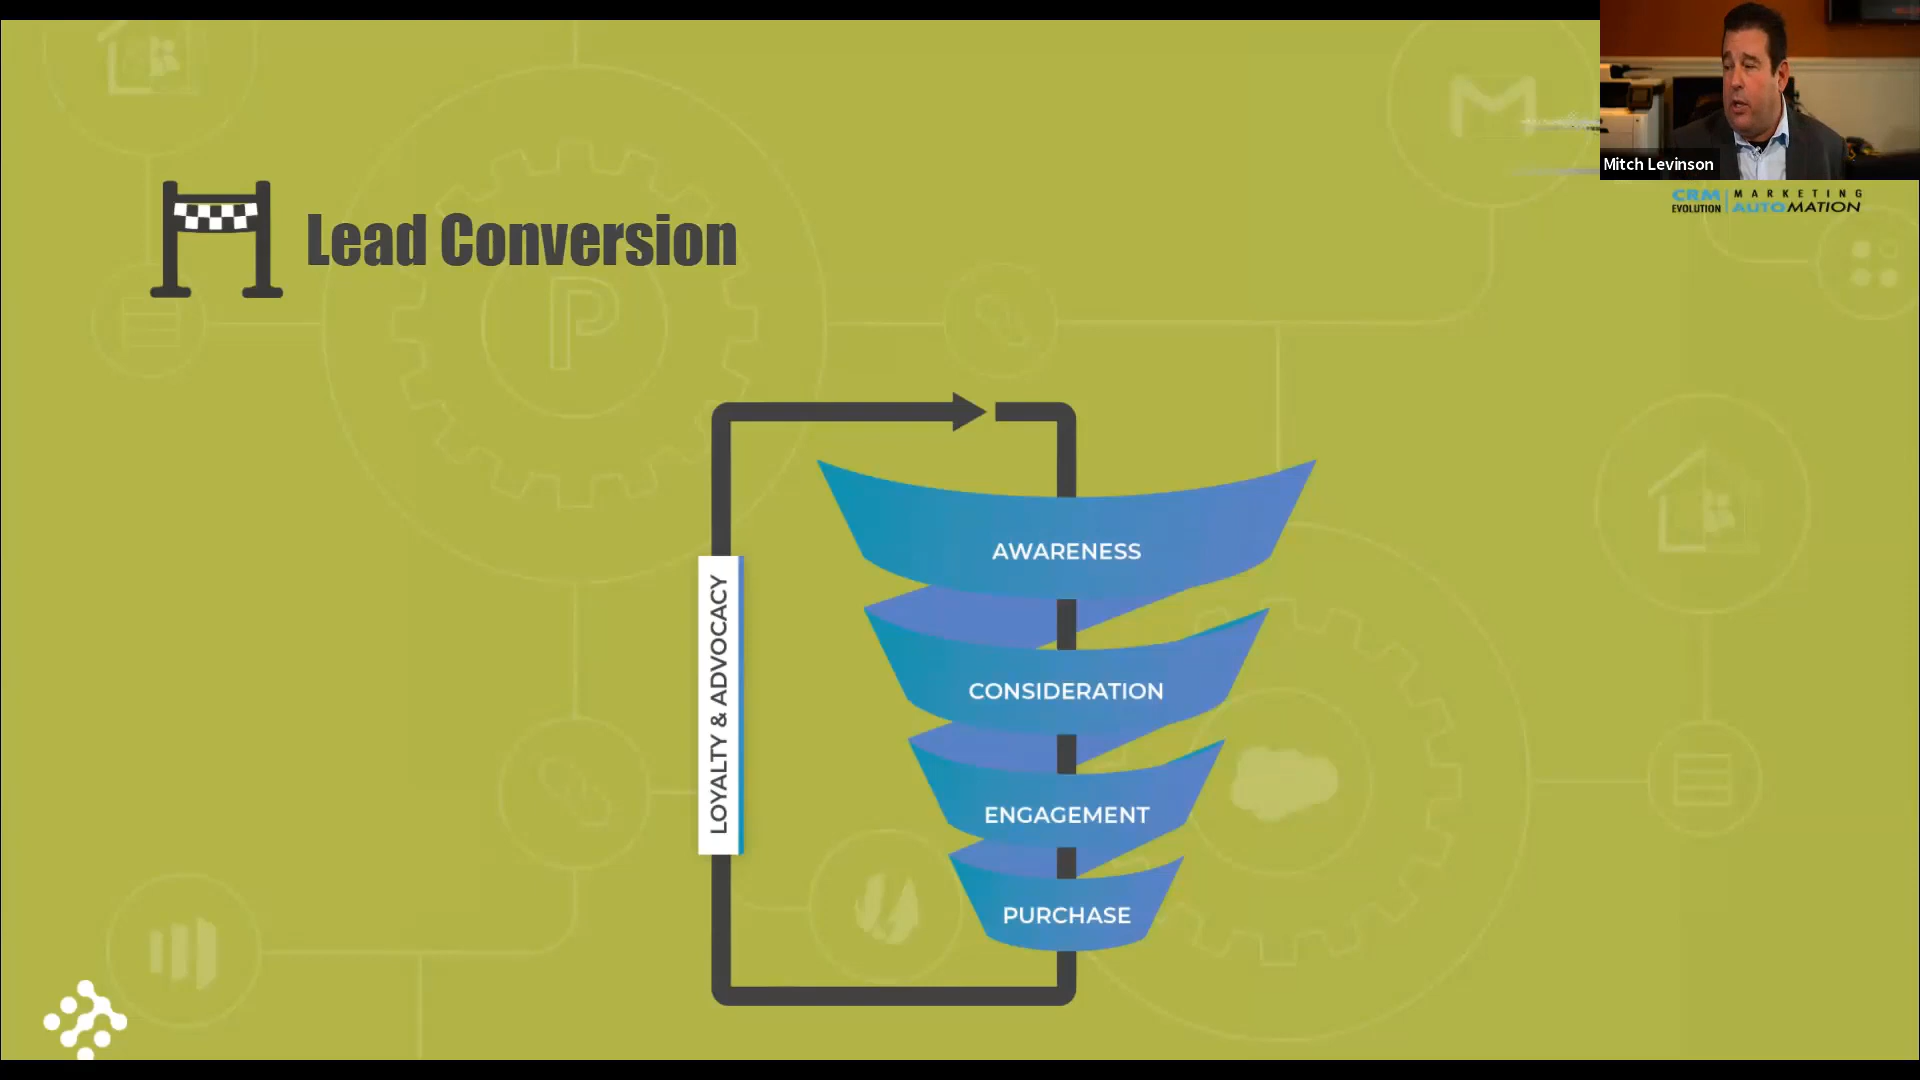 Mitch Levinson
CRM
EVOLUTION
MARKETING
AUTOMATION
Lead Conversion
P
AWARENESS
CONSIDERATION
ENGAGEMENT
PURCHASE
LOYALTY & ADVOCACY